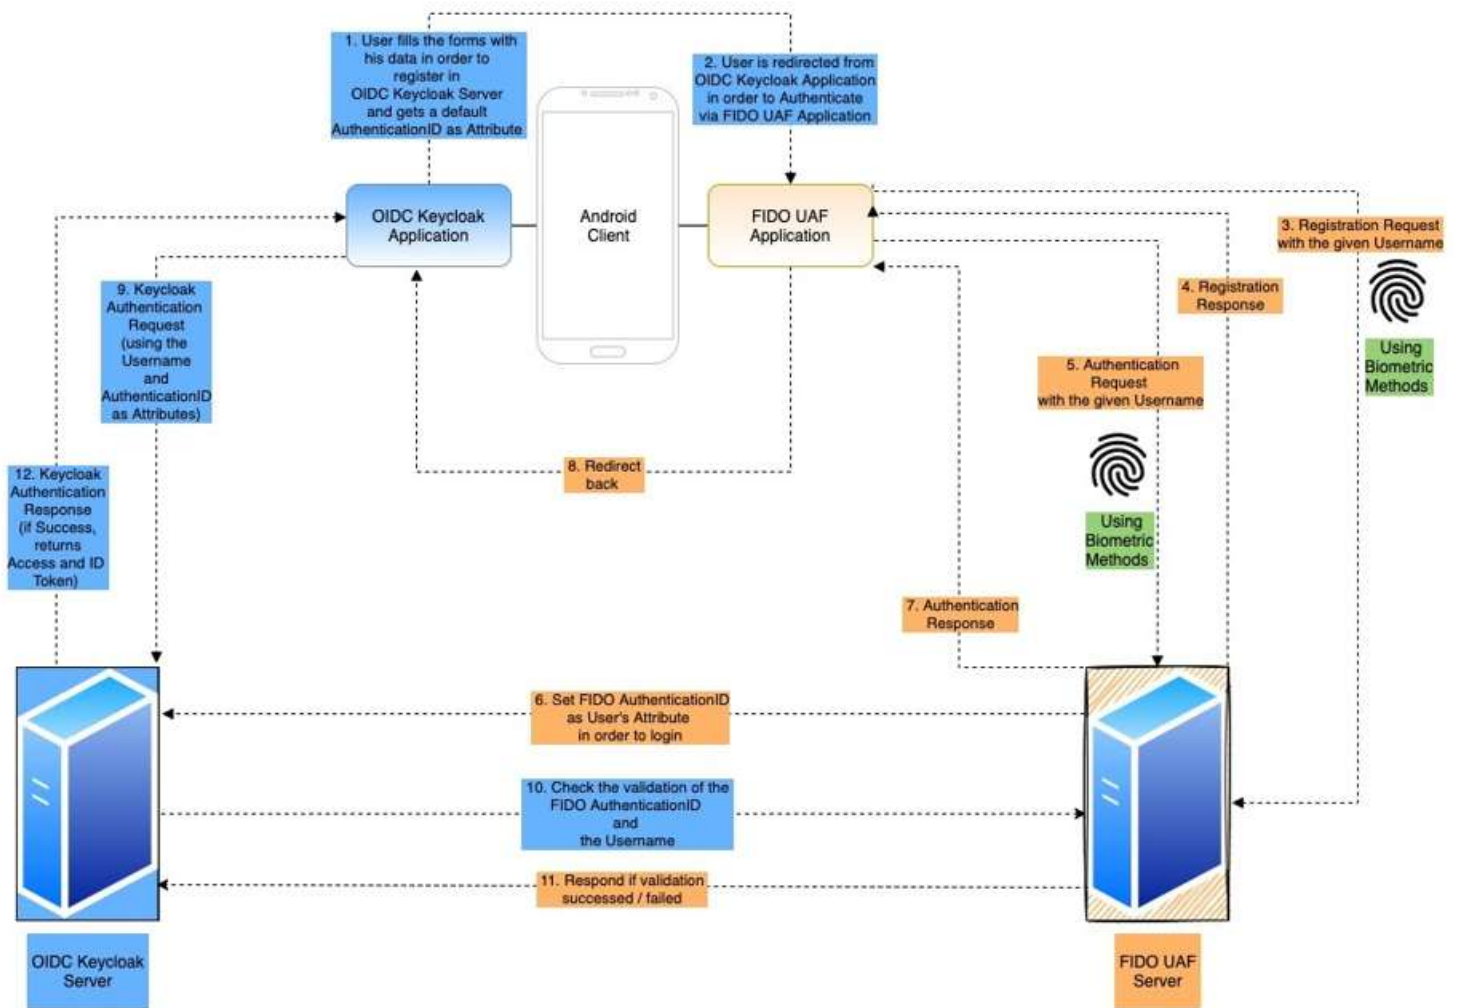 1. User fills the forms with
his data in order to
register in
OIDC Keycloak Server
and gets a default
AuthenticationID as Attribute
2. User is redirected from
OIDC Keycloak Application
in order to Authenticate
via FIDO UAF Application
OIDC Keycloak
Application
Android
Client
FIDO UAF
Application
3. Registration Request
with the given Username
4. Registration
Response
Using
Biometric
Methods
5. Authentication
Request
with the given Username
Using
Biometric
Methods
9. Keycloak
Authentication
Request
(using the
Username
and
AuthenticationID
as Attributes)
8. Redirect
back
12. Keycloak
Authentication
Response
(if Success,
returns
Access and ID
Token)
7. Authentication
Response
6. Set FIDO AuthenticationID
as User's Attribute
in order to login
10. Check the validation of the
FIDO AuthenticationID
and
the Username
11. Respond if validation
successed / failed
OIDC Keycloak
Server
FIDO UAF
Server